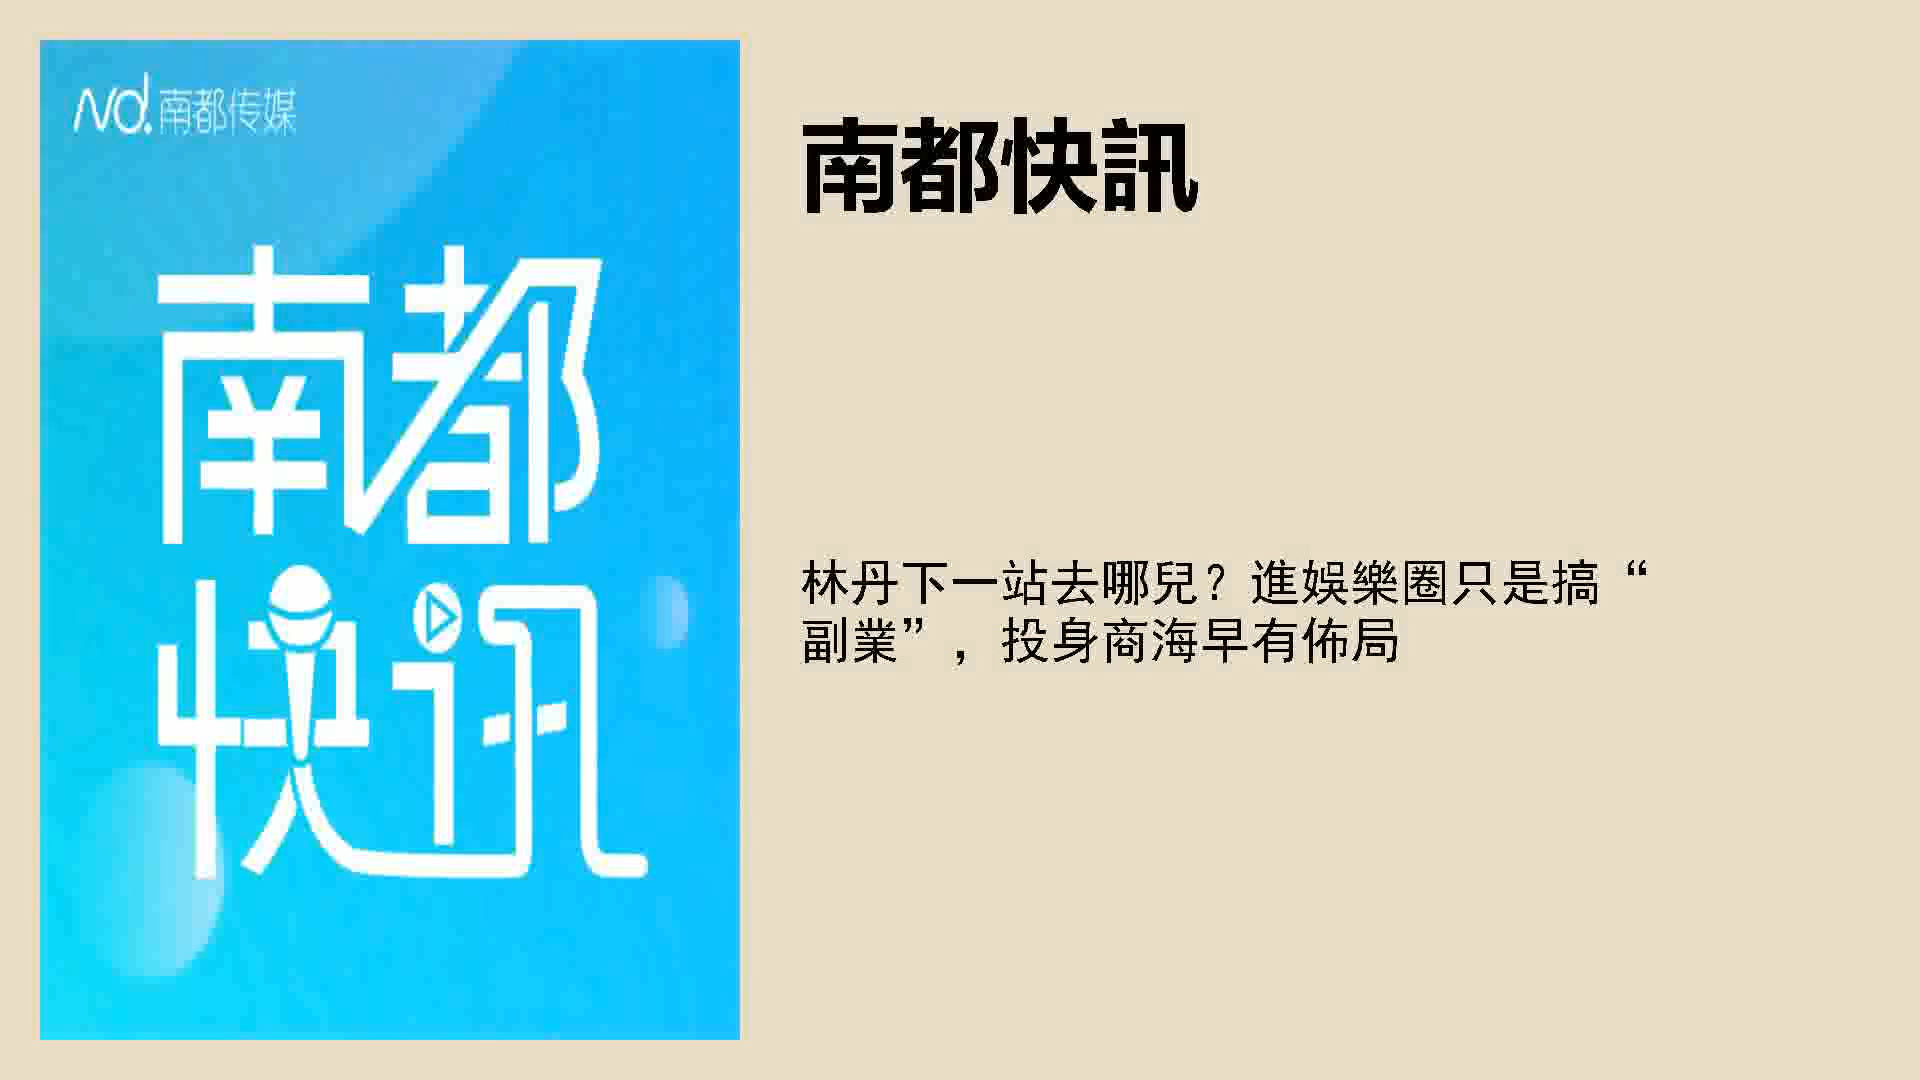 Nd.南都传媒
南都
快讯
南都快訊
林丹下一站去哪兒？進娛樂圈只是搞“
副業”，投身商海早有佈局